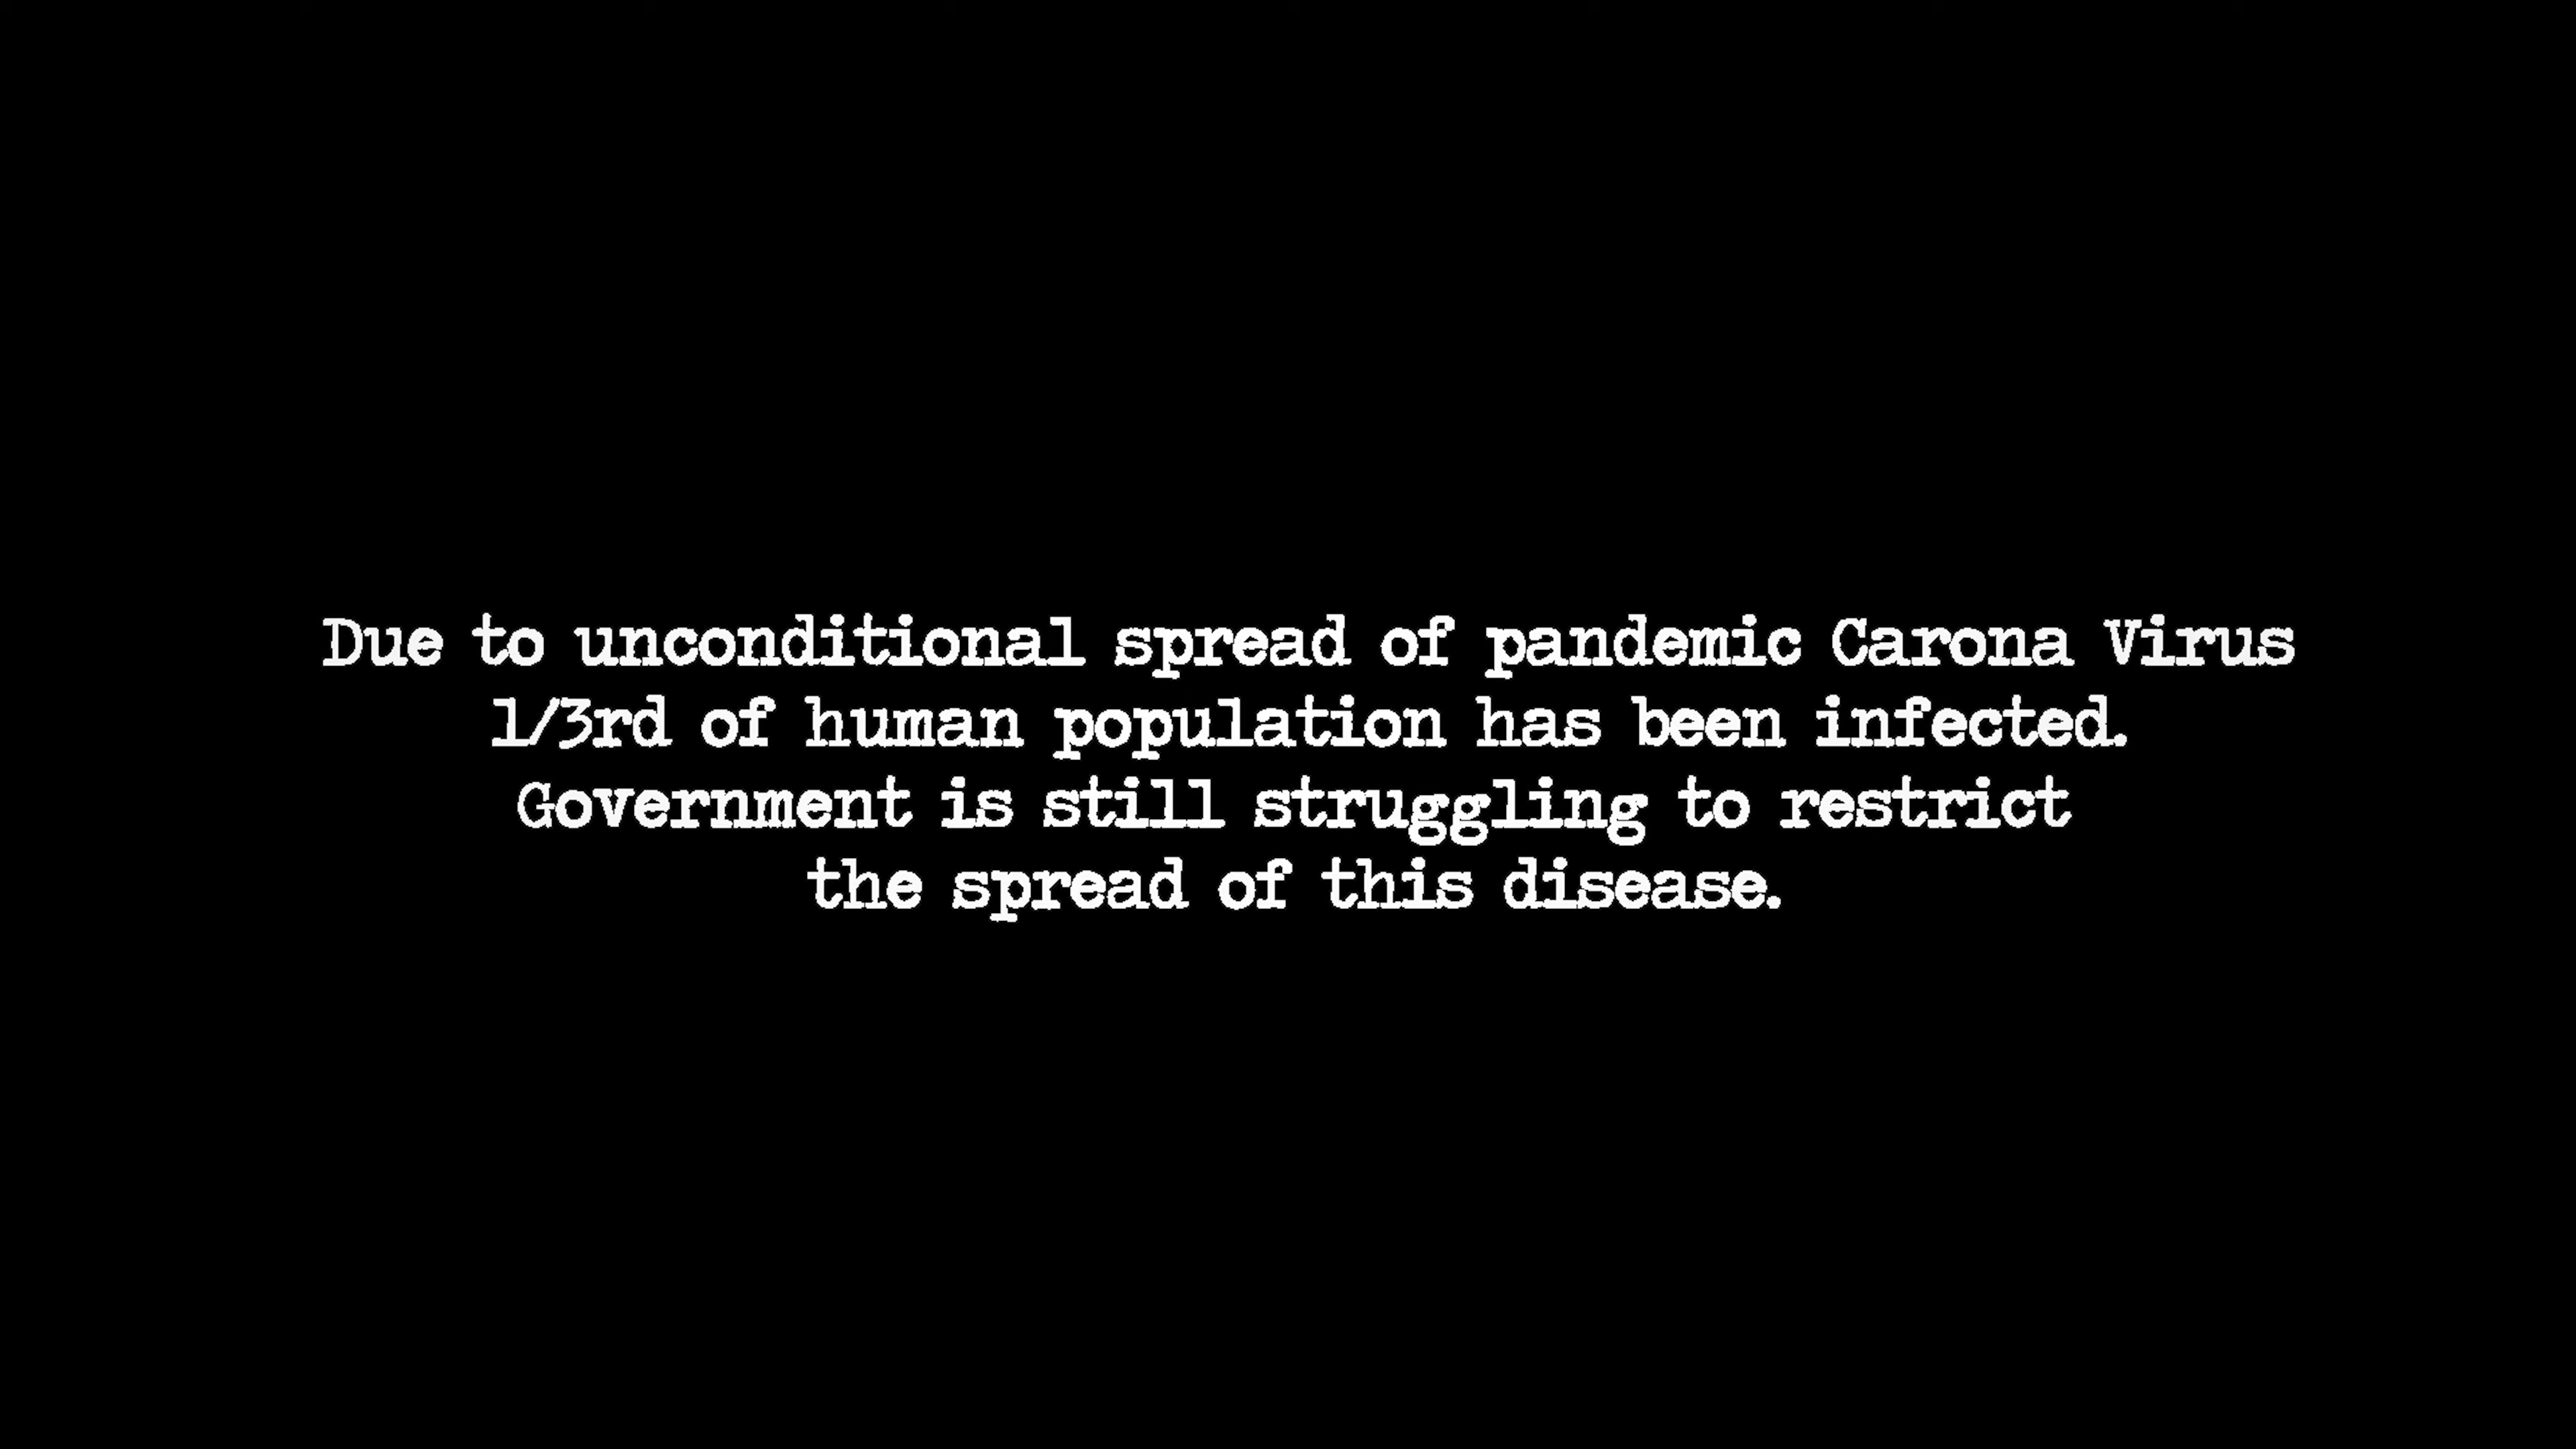 Due to unconditional spread of pandemic Carona Virus
1/3rd of human population has been infected.
Government is still struggling to restrict
the spread of this disease.